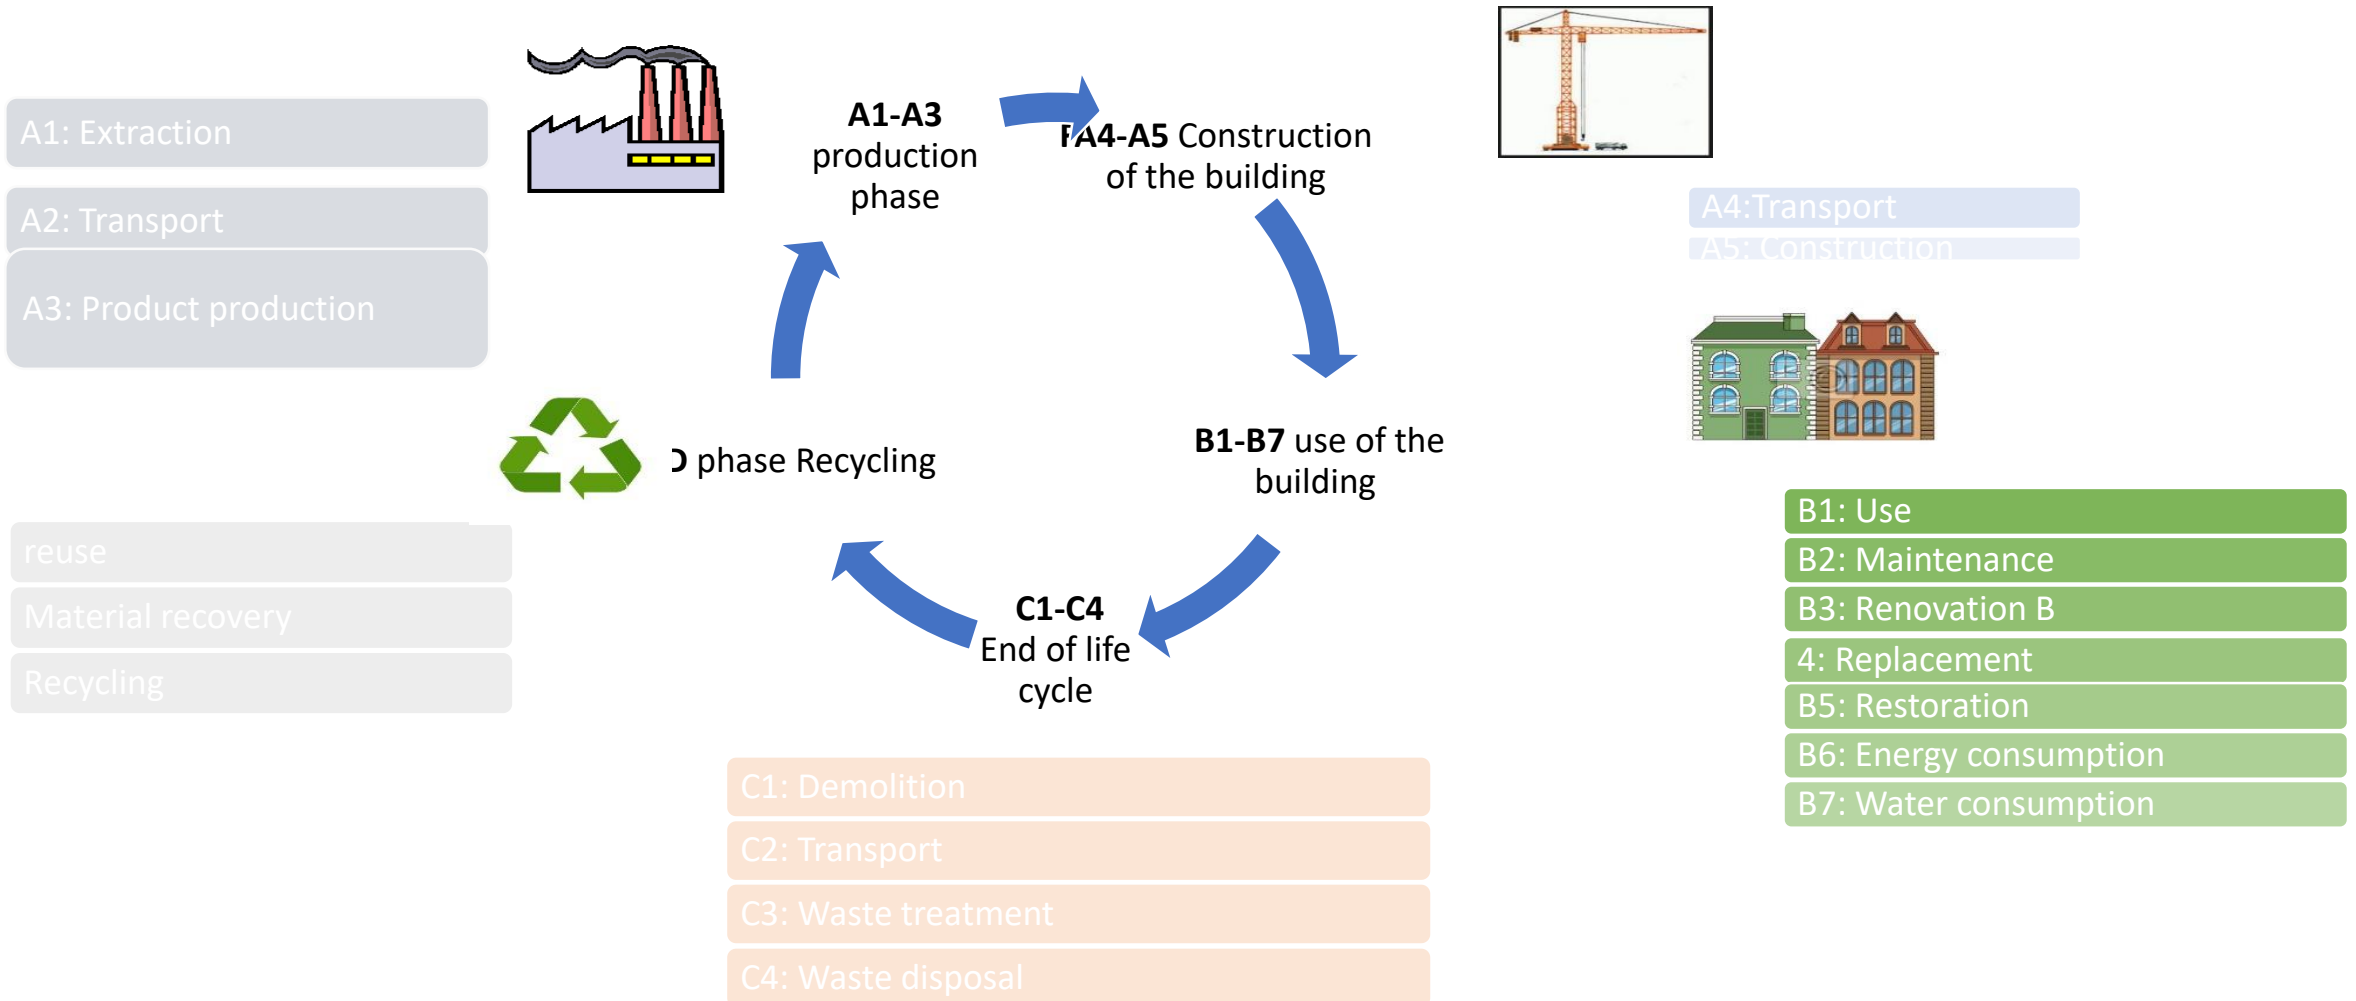 A1: Extraction
A2: Transport
A3: Product production
A1-A3
production
phase
A4-A5 Construction
of the building
A4:Transport
A5: Construction
B1-B7 use of the
building
B1: Use
B2: Maintenance
B3: Renovation B
4: Replacement
B5: Restoration
B6: Energy consumption
B7: Water consumption
C1-C4
End of life
cycle
C1: Demolition
C2: Transport
C3: Waste treatment
C4: Waste disposal
D phase Recycling
reuse
Material recovery
Recycling